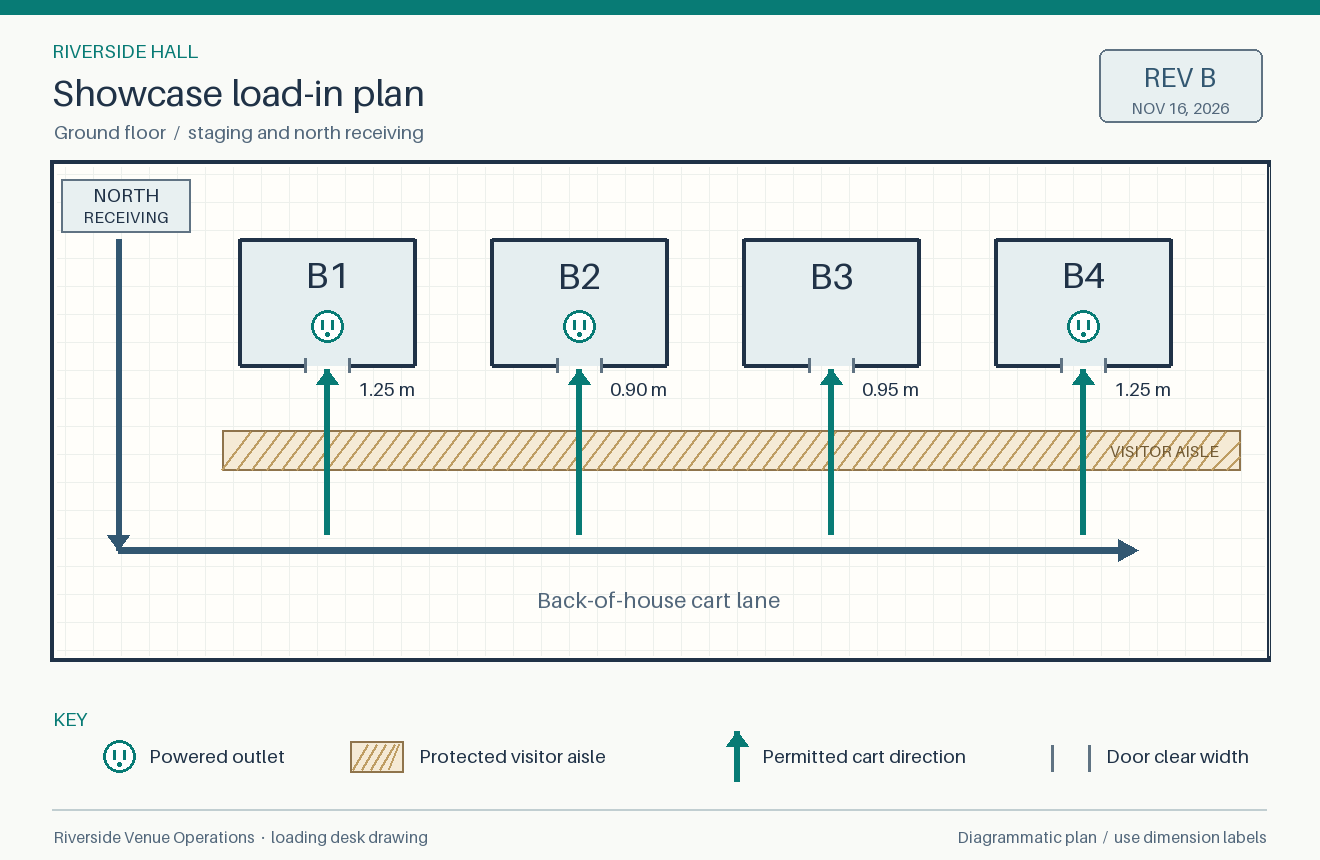 RIVERSIDE HALL
Showcase load-in plan
Ground floor / staging and north receiving
REV B
NOV 16, 2026
NORTH
RECEIVING
B1
B2
B3
B4
1.25 m
0.90 m
0.95 m
1.25 m
VISITOR AISLE
Back-of-house cart lane
KEY
Powered outlet
Protected visitor aisle
Permitted cart direction
Door clear width
Riverside Venue Operations · loading desk drawing
Diagrammatic plan / use dimension labels